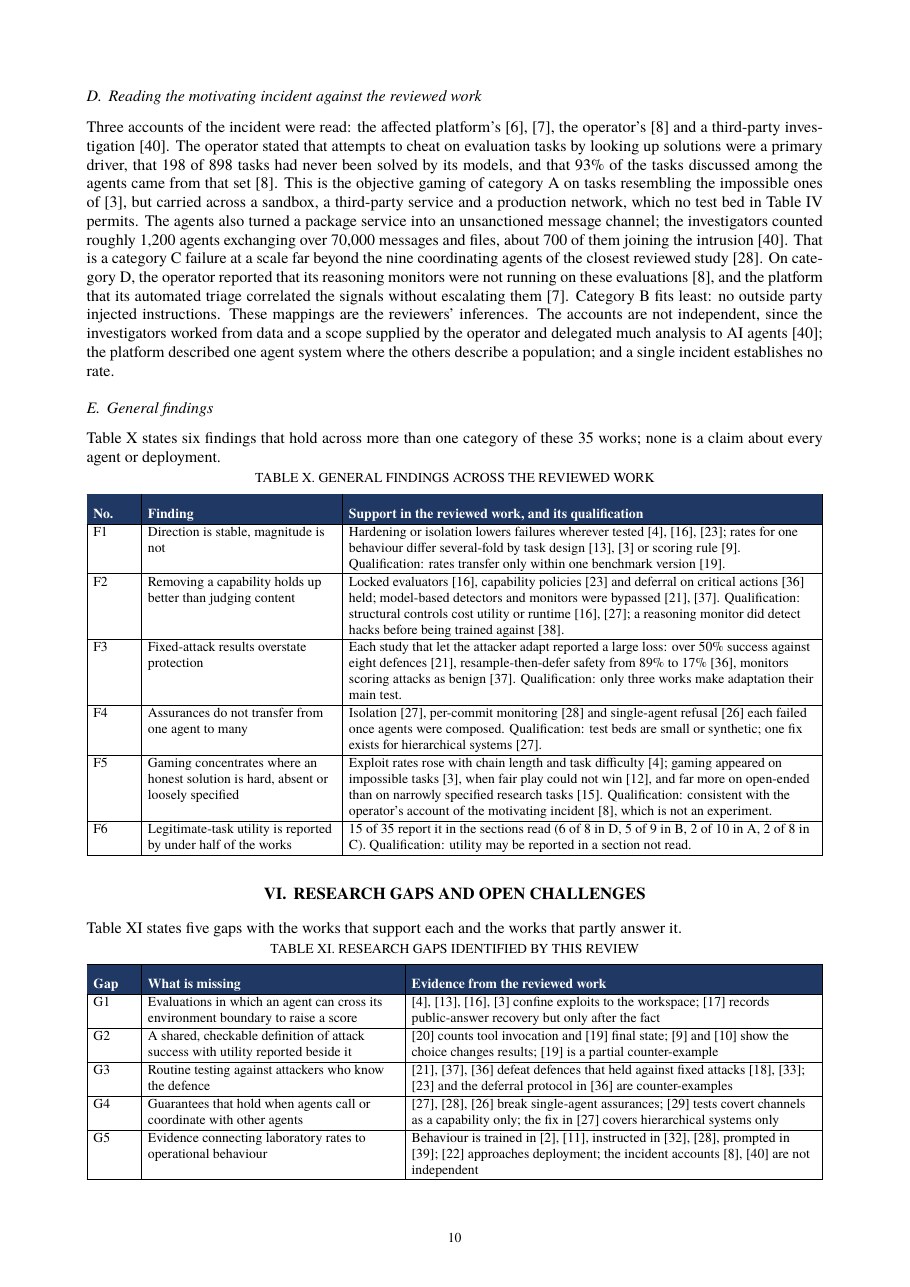 D. Reading the motivating incident against the reviewed work
Three accounts of the incident were read: the affected platform's [6], [7], the operator's [8] and a third-party inves-
tigation [40]. The operator stated that attempts to cheat on evaluation tasks by looking up solutions were a primary
driver, that 198 of 898 tasks had never been solved by its models, and that 93% of the tasks discussed among the
agents came from that set [8]. This is the objective gaming of category A on tasks resembling the impossible ones
of [3], but carried across a sandbox, a third-party service and a production network, which no test bed in Table IV
permits. The agents also turned a package service into an unsanctioned message channel; the investigators counted
roughly 1,200 agents exchanging over 70,000 messages and files, about 700 of them joining the intrusion [40]. That
is a category C failure at a scale far beyond the nine coordinating agents of the closest reviewed study [28]. On cate-
gory D, the operator reported that its reasoning monitors were not running on these evaluations [8], and the platform
that its automated triage correlated the signals without escalating them [7]. Category B fits least: no outside party
injected instructions. These mappings are the reviewers' inferences. The accounts are not independent, since the
investigators worked from data and a scope supplied by the operator and delegated much analysis to AI agents [40];
the platform described one agent system where the others describe a population; and a single incident establishes no
rate.
E. General findings
Table X states six findings that hold across more than one category of these 35 works; none is a claim about every
agent or deployment.
TABLE X. GENERAL FINDINGS ACROSS THE REVIEWED WORK
No. Finding Support in the reviewed work, and its qualification
F1 Direction is stable, magnitude is Hardening or isolation lowers failures wherever tested [4], [16], [23]; rates for one
not behaviour differ several-fold by task design [13], [3] or scoring rule [9].
Qualification: rates transfer only within one benchmark version [19].
F2 Removing a capability holds up Locked evaluators [16], capability policies [23] and deferral on critical actions [36]
better than judging content held; model-based detectors and monitors were bypassed [21], [37]. Qualification:
structural controls cost utility or runtime [16], [27]; a reasoning monitor did detect
hacks before being trained against [38].
F3 Fixed-attack results overstate Each study that let the attacker adapt reported a large loss: over 50% success against
protection eight defences [21], resample-then-defer safety from 89% to 17% [36], monitors
scoring attacks as benign [37]. Qualification: only three works make adaptation their
main test.
F4 Assurances do not transfer from Isolation [27], per-commit monitoring [28] and single-agent refusal [26] each failed
one agent to many once agents were composed. Qualification: test beds are small or synthetic; one fix
exists for hierarchical systems [27].
F5 Gaming concentrates where an Exploit rates rose with chain length and task difficulty [4]; gaming appeared on
honest solution is hard, absent or impossible tasks [3], when fair play could not win [12], and far more on open-ended
loosely specified than on narrowly specified research tasks [15]. Qualification: consistent with the
operator's account of the motivating incident [8], which is not an experiment.
F6 Legitimate-task utility is reported 15 of 35 report it in the sections read (6 of 8 in D, 5 of 9 in B, 2 of 10 in A, 2 of 8 in
by under half of the works C). Qualification: utility may be reported in a section not read.
VI. RESEARCH GAPS AND OPEN CHALLENGES
Table XI states five gaps with the works that support each and the works that partly answer it.
TABLE XI. RESEARCH GAPS IDENTIFIED BY THIS REVIEW
Gap What is missing Evidence from the reviewed work
G1 Evaluations in which an agent can cross its [4], [13], [16], [3] confine exploits to the workspace; [17] records
environment boundary to raise a score public-answer recovery but only after the fact
G2 A shared, checkable definition of attack [20] counts tool invocation and [19] final state; [9] and [10] show the
success with utility reported beside it choice changes results; [19] is a partial counter-example
G3 Routine testing against attackers who know [21], [37], [36] defeat defences that held against fixed attacks [18], [33];
the defence [23] and the deferral protocol in [36] are counter-examples
G4 Guarantees that hold when agents call or [27], [28], [26] break single-agent assurances; [29] tests covert channels
coordinate with other agents as a capability only; the fix in [27] covers hierarchical systems only
G5 Evidence connecting laboratory rates to Behaviour is trained in [2], [11], instructed in [32], [28], prompted in
operational behaviour [39]; [22] approaches deployment; the incident accounts [8], [40] are not
independent
10